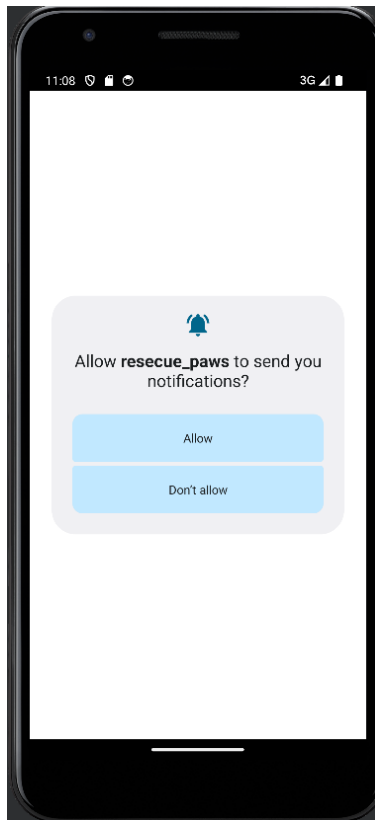 11:08
3G
Allow resecue_paws to send you
notifications?
Allow
Don't allow